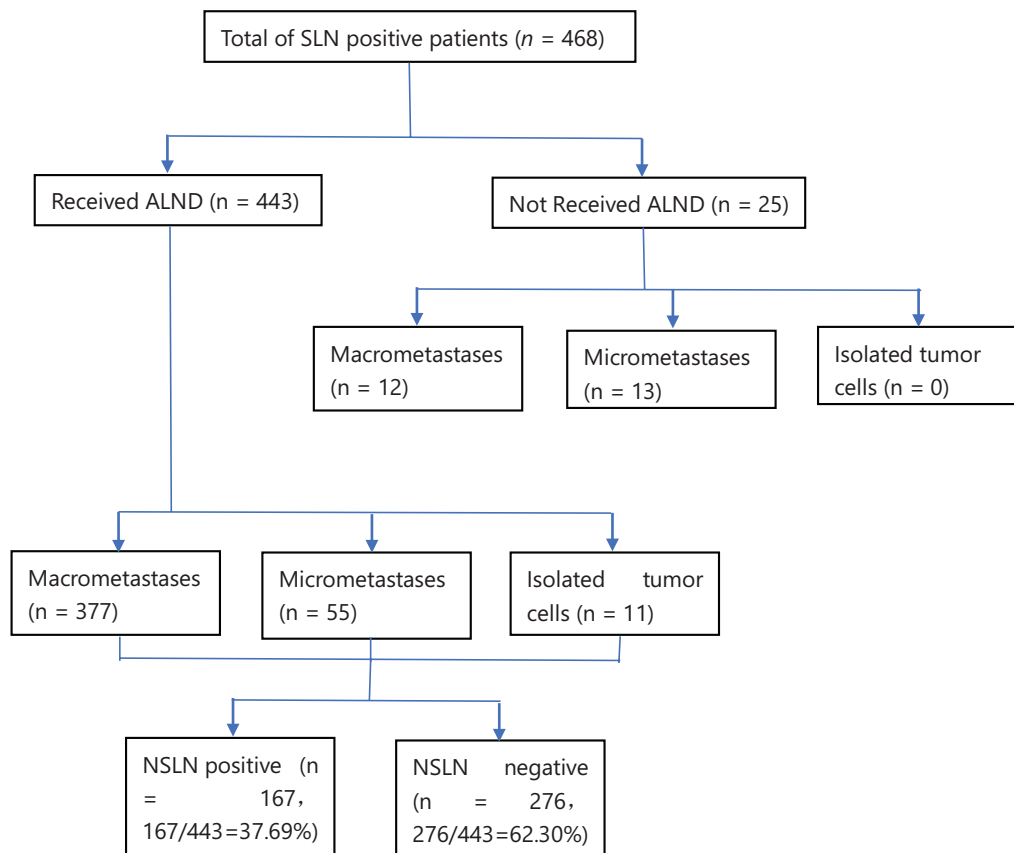 Total of SLN positive patients (n = 468)
Received ALND (n = 443)
Not Received ALND (n = 25)
Macrometastases
(n = 12)
Micrometastases
(n = 13)
Isolated tumor
cells (n = 0)
Macrometastases
(n = 377)
Micrometastases
(n = 55)
Isolated tumor
cells (n = 11)
NSLN positive (n
= 167，
167/443=37.69%)
NSLN negative
(n = 276，
276/443=62.30%)